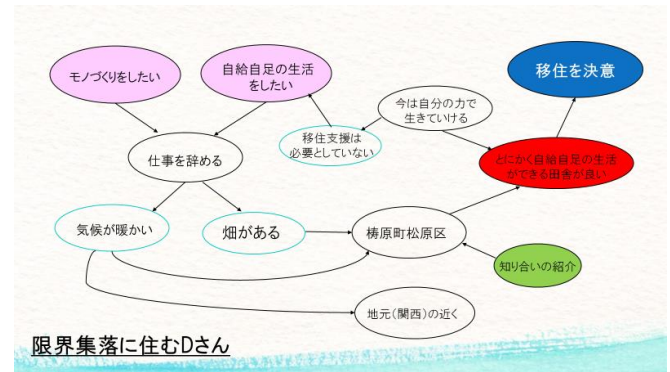 移住を決意
モノづくりをしたい
自給自足の生活
をしたい
今は自分の力で
生きていける
移住支援は
必要としていない
仕事を辞める
とにかく自給自足の生活
ができる田舎が良い
気候が暖かい
畑がある
梼原町松原区
知り合いの紹介
地元（関西）の近く
限界集落に住むDさん